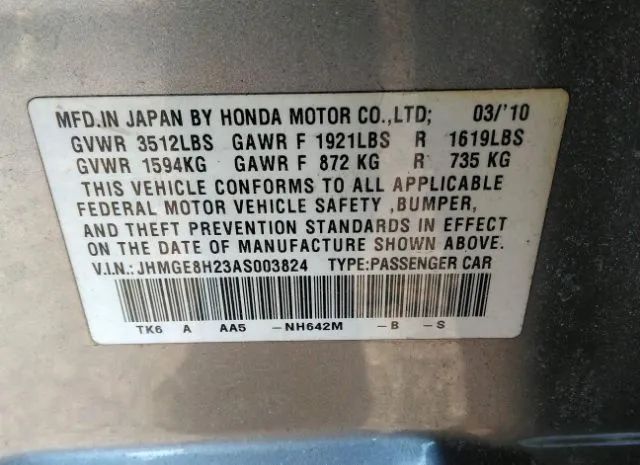 MFD.IN JAPAN BY HONDA MOTOR CO.,LTD; 03/'10
GVWR 3512LBS GAWR F 1921LBS R 1619LBS
GVWR 1594KG GAWR F 872 KG R 735 KG
THIS VEHICLE CONFORMS TO ALL APPLICABLE
FEDERAL MOTOR VEHICLE SAFETY ,BUMPER,
AND THEFT PREVENTION STANDARDS IN EFFECT
ON THE DATE OF MANUFACTURE SHOWN ABOVE.
V.I.N.: JHMGE8H23AS003824 TYPE:PASSENGER CAR
TK6 A AA5 -NH642M -B -S